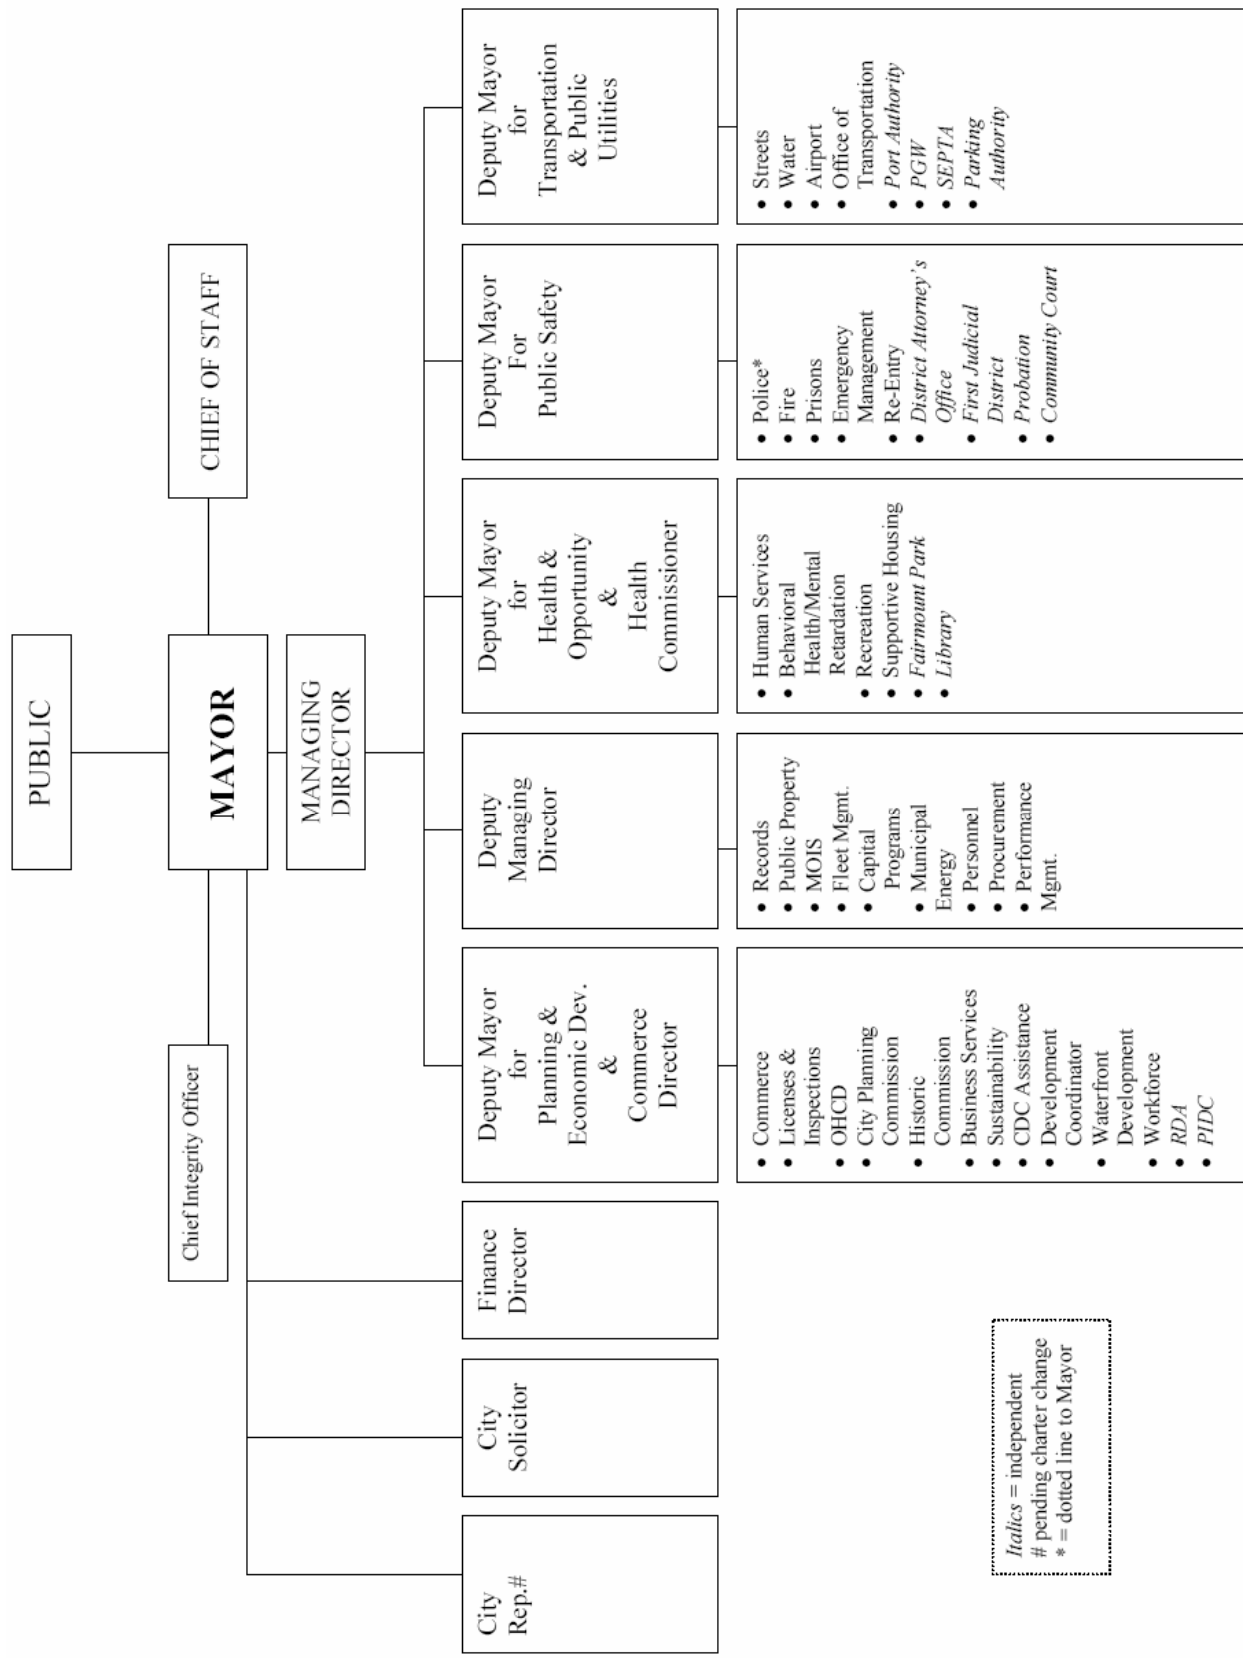 PUBLIC
Chief Integrity Officer
MAYOR
CHIEF OF STAFF
MANAGING
DIRECTOR
City
Rep.#
City
Solicitor
Finance
Director
Deputy Mayor
for
Planning &
Economic Dev.
&
Commerce
Director
Deputy
Managing
Director
Deputy Mayor
for
Health &
Opportunity
&
Health
Commissioner
Deputy Mayor
For
Public Safety
Deputy Mayor
for
Transportation
& Public
Utilities
• Commerce
• Licenses &
Inspections
• OHCD
• City Planning
Commission
• Historic
Commission
• Business Services
• Sustainability
• CDC Assistance
• Development
Coordinator
• Waterfront
Development
• Workforce
• RDA
• PIDC
• Records
• Public Property
• MOIS
• Fleet Mgmt.
• Capital
Programs
• Municipal
Energy
• Personnel
• Procurement
• Performance
Mgmt.
• Human Services
• Behavioral
Health/Mental
Retardation
• Recreation
• Supportive Housing
• Fairmount Park
• Library
• Police*
• Fire
• Prisons
• Emergency
Management
• Re-Entry
• District Attorney's
Office
• First Judicial
District
• Probation
• Community Court
• Streets
• Water
• Airport
• Office of
Transportation
• Port Authority
• PGW
• SEPTA
• Parking
Authority
Italics = independent
# pending charter change
* = dotted line to Mayor